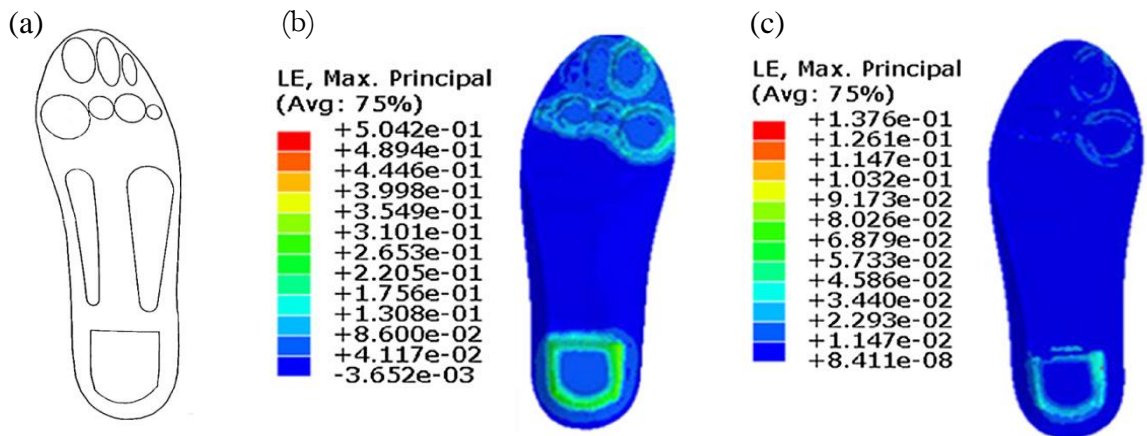 (a)
(b)
LE, Max. Principal
(Avg: 75%)
+5.042e-01
+4.894e-01
+4.446e-01
+3.998e-01
+3.549e-01
+3.101e-01
+2.653e-01
+2.205e-01
+1.756e-01
+1.308e-01
+8.600e-02
+4.117e-02
-3.652e-03
(c)
LE, Max. Principal
(Avg: 75%)
+1.376e-01
+1.261e-01
+1.147e-01
+1.032e-01
+9.173e-02
+8.026e-02
+6.879e-02
+5.733e-02
+4.586e-02
+3.440e-02
+2.293e-02
+1.147e-02
+8.411e-08